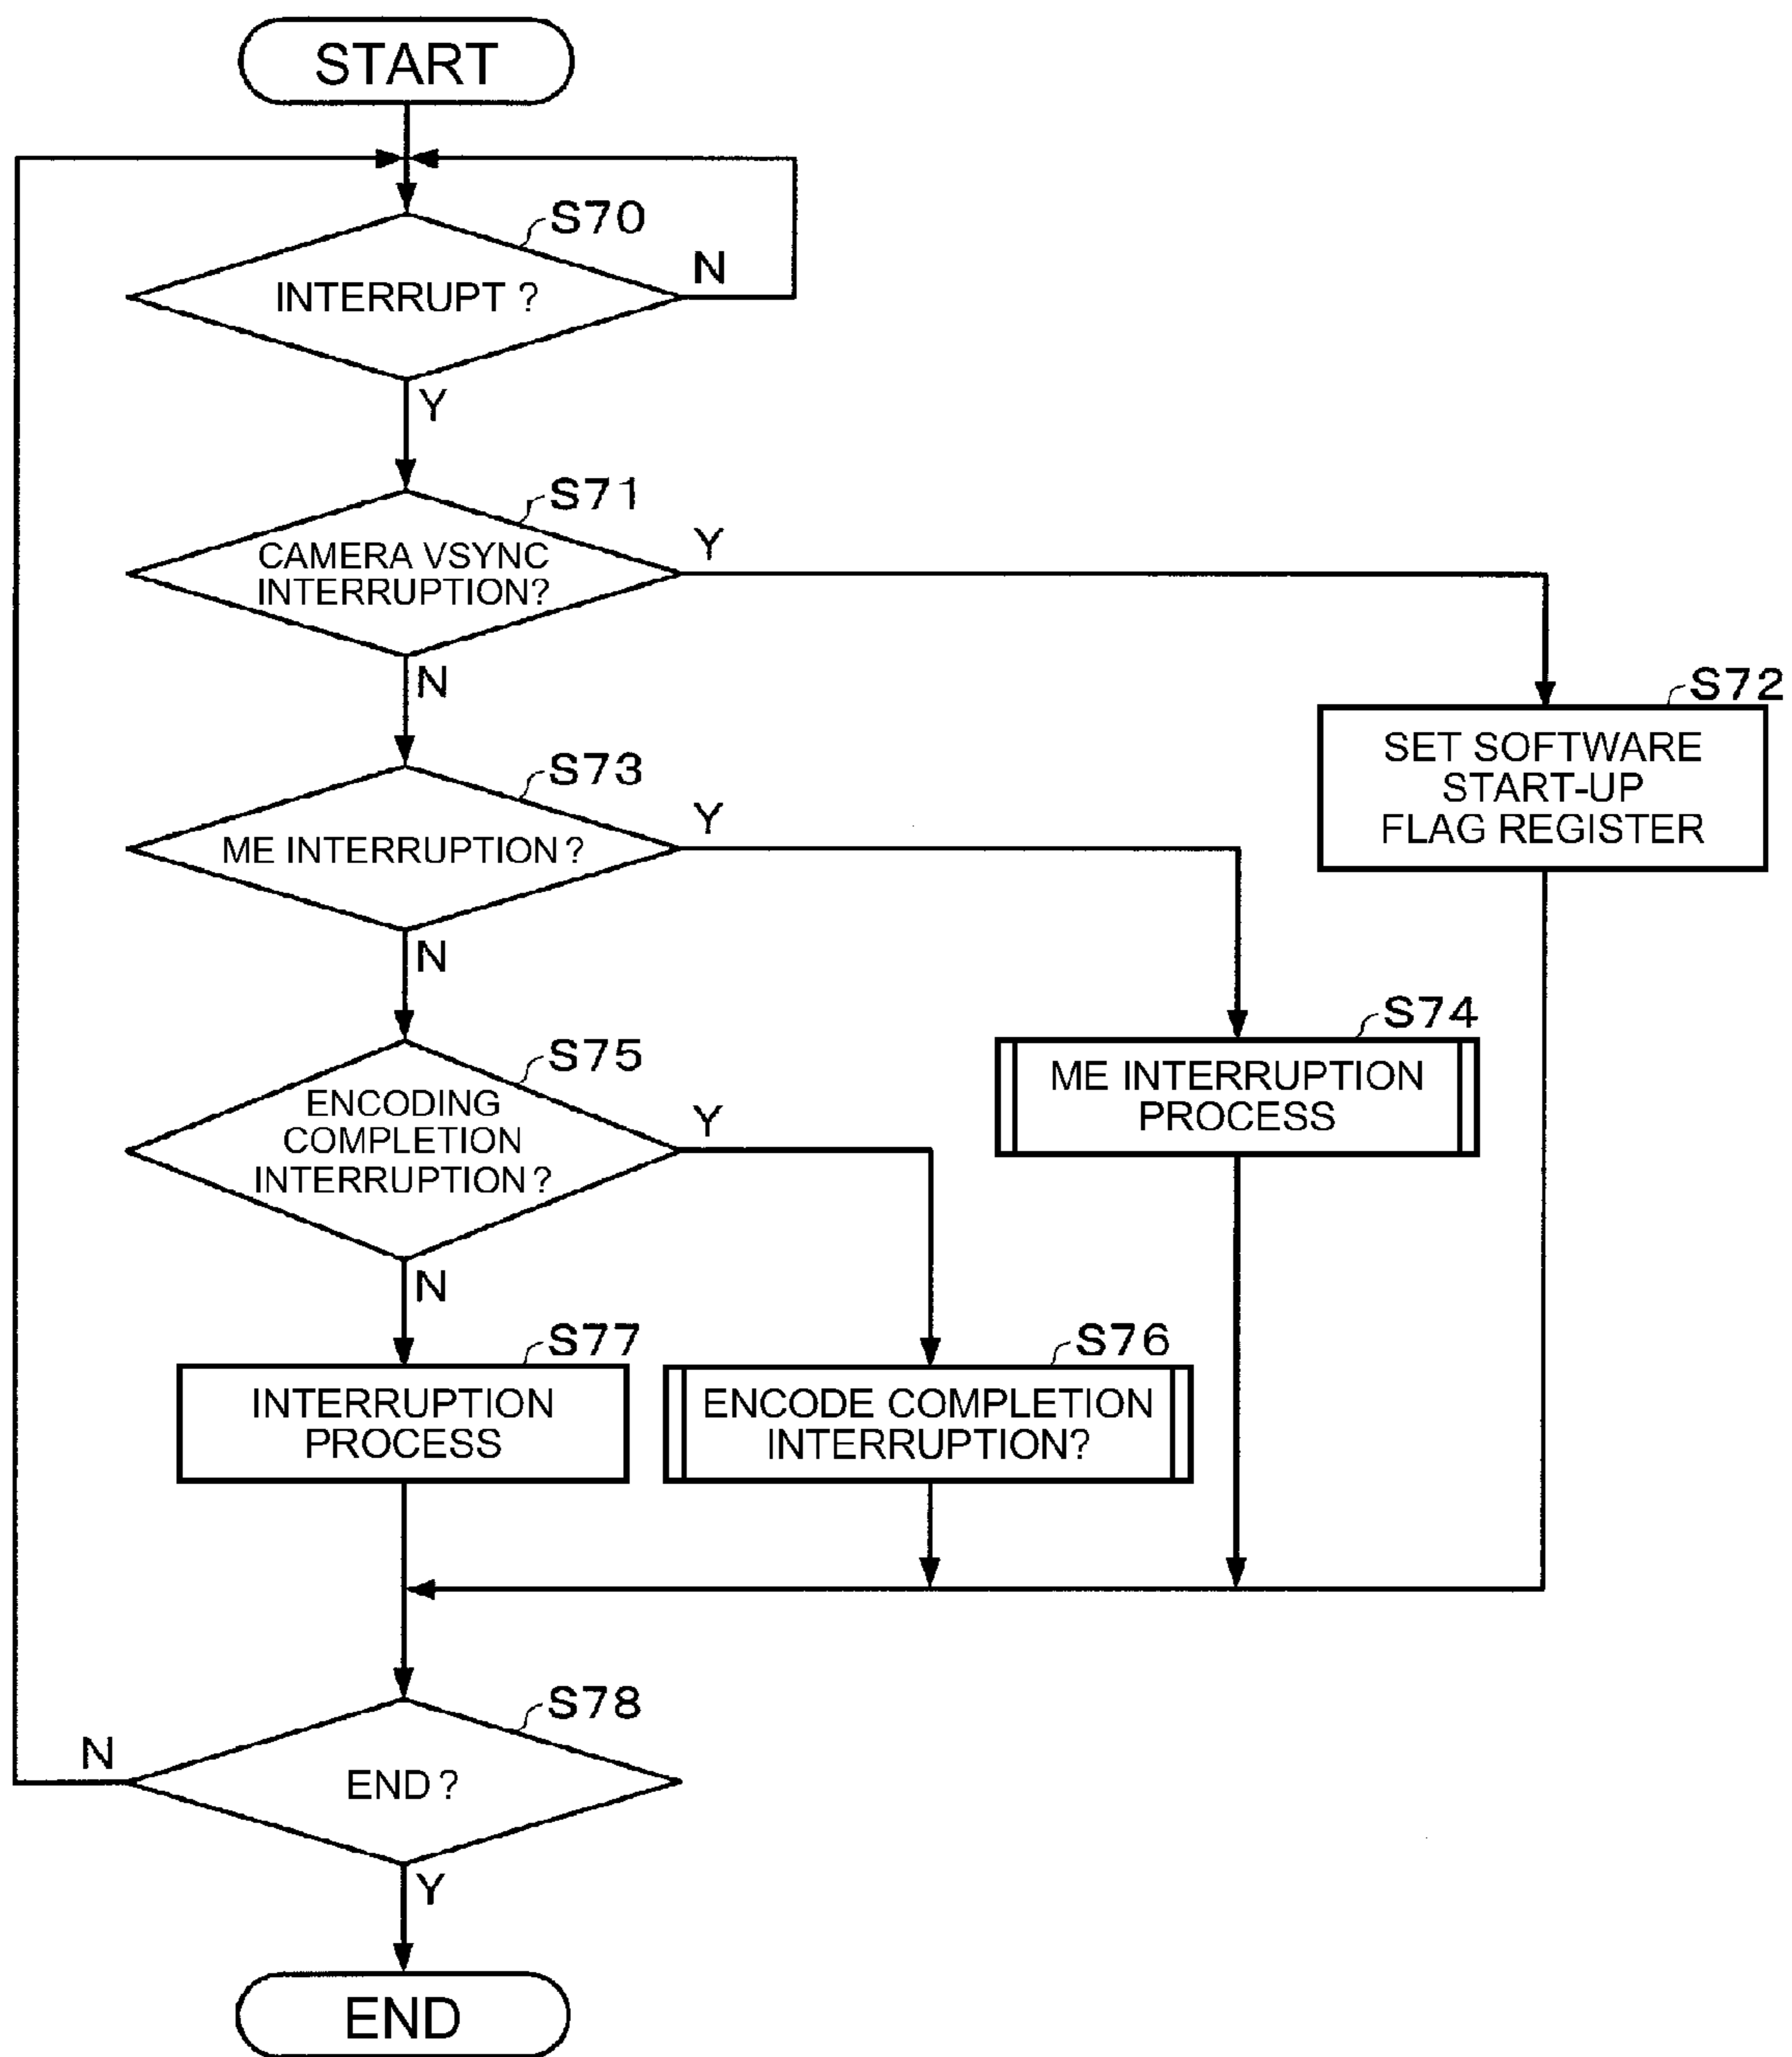 START
S70
INTERRUPT ?
N
Y
S71
CAMERA VSYNC
INTERRUPTION?
Y
N
S72
SET SOFTWARE
START-UP
FLAG REGISTER
S73
ME INTERRUPTION ?
Y
N
S74
ME INTERRUPTION
PROCESS
S75
ENCODING
COMPLETION
INTERRUPTION ?
Y
N
S77
INTERRUPTION
PROCESS
S76
ENCODE COMPLETION
INTERRUPTION?
S78
END ?
N
Y
END